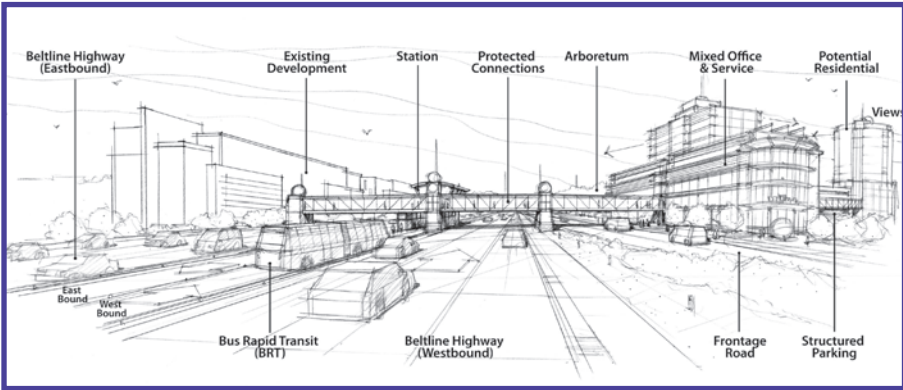 Beltline Highway
(Eastbound)
Existing
Development
Station
Protected
Connections
Arboretum
Mixed Office
& Service
Potential
Residential
Views
East
Bound
West
Bound
Bus Rapid Transit
(BRT)
Beltline Highway
(Westbound)
Frontage
Road
Structured
Parking